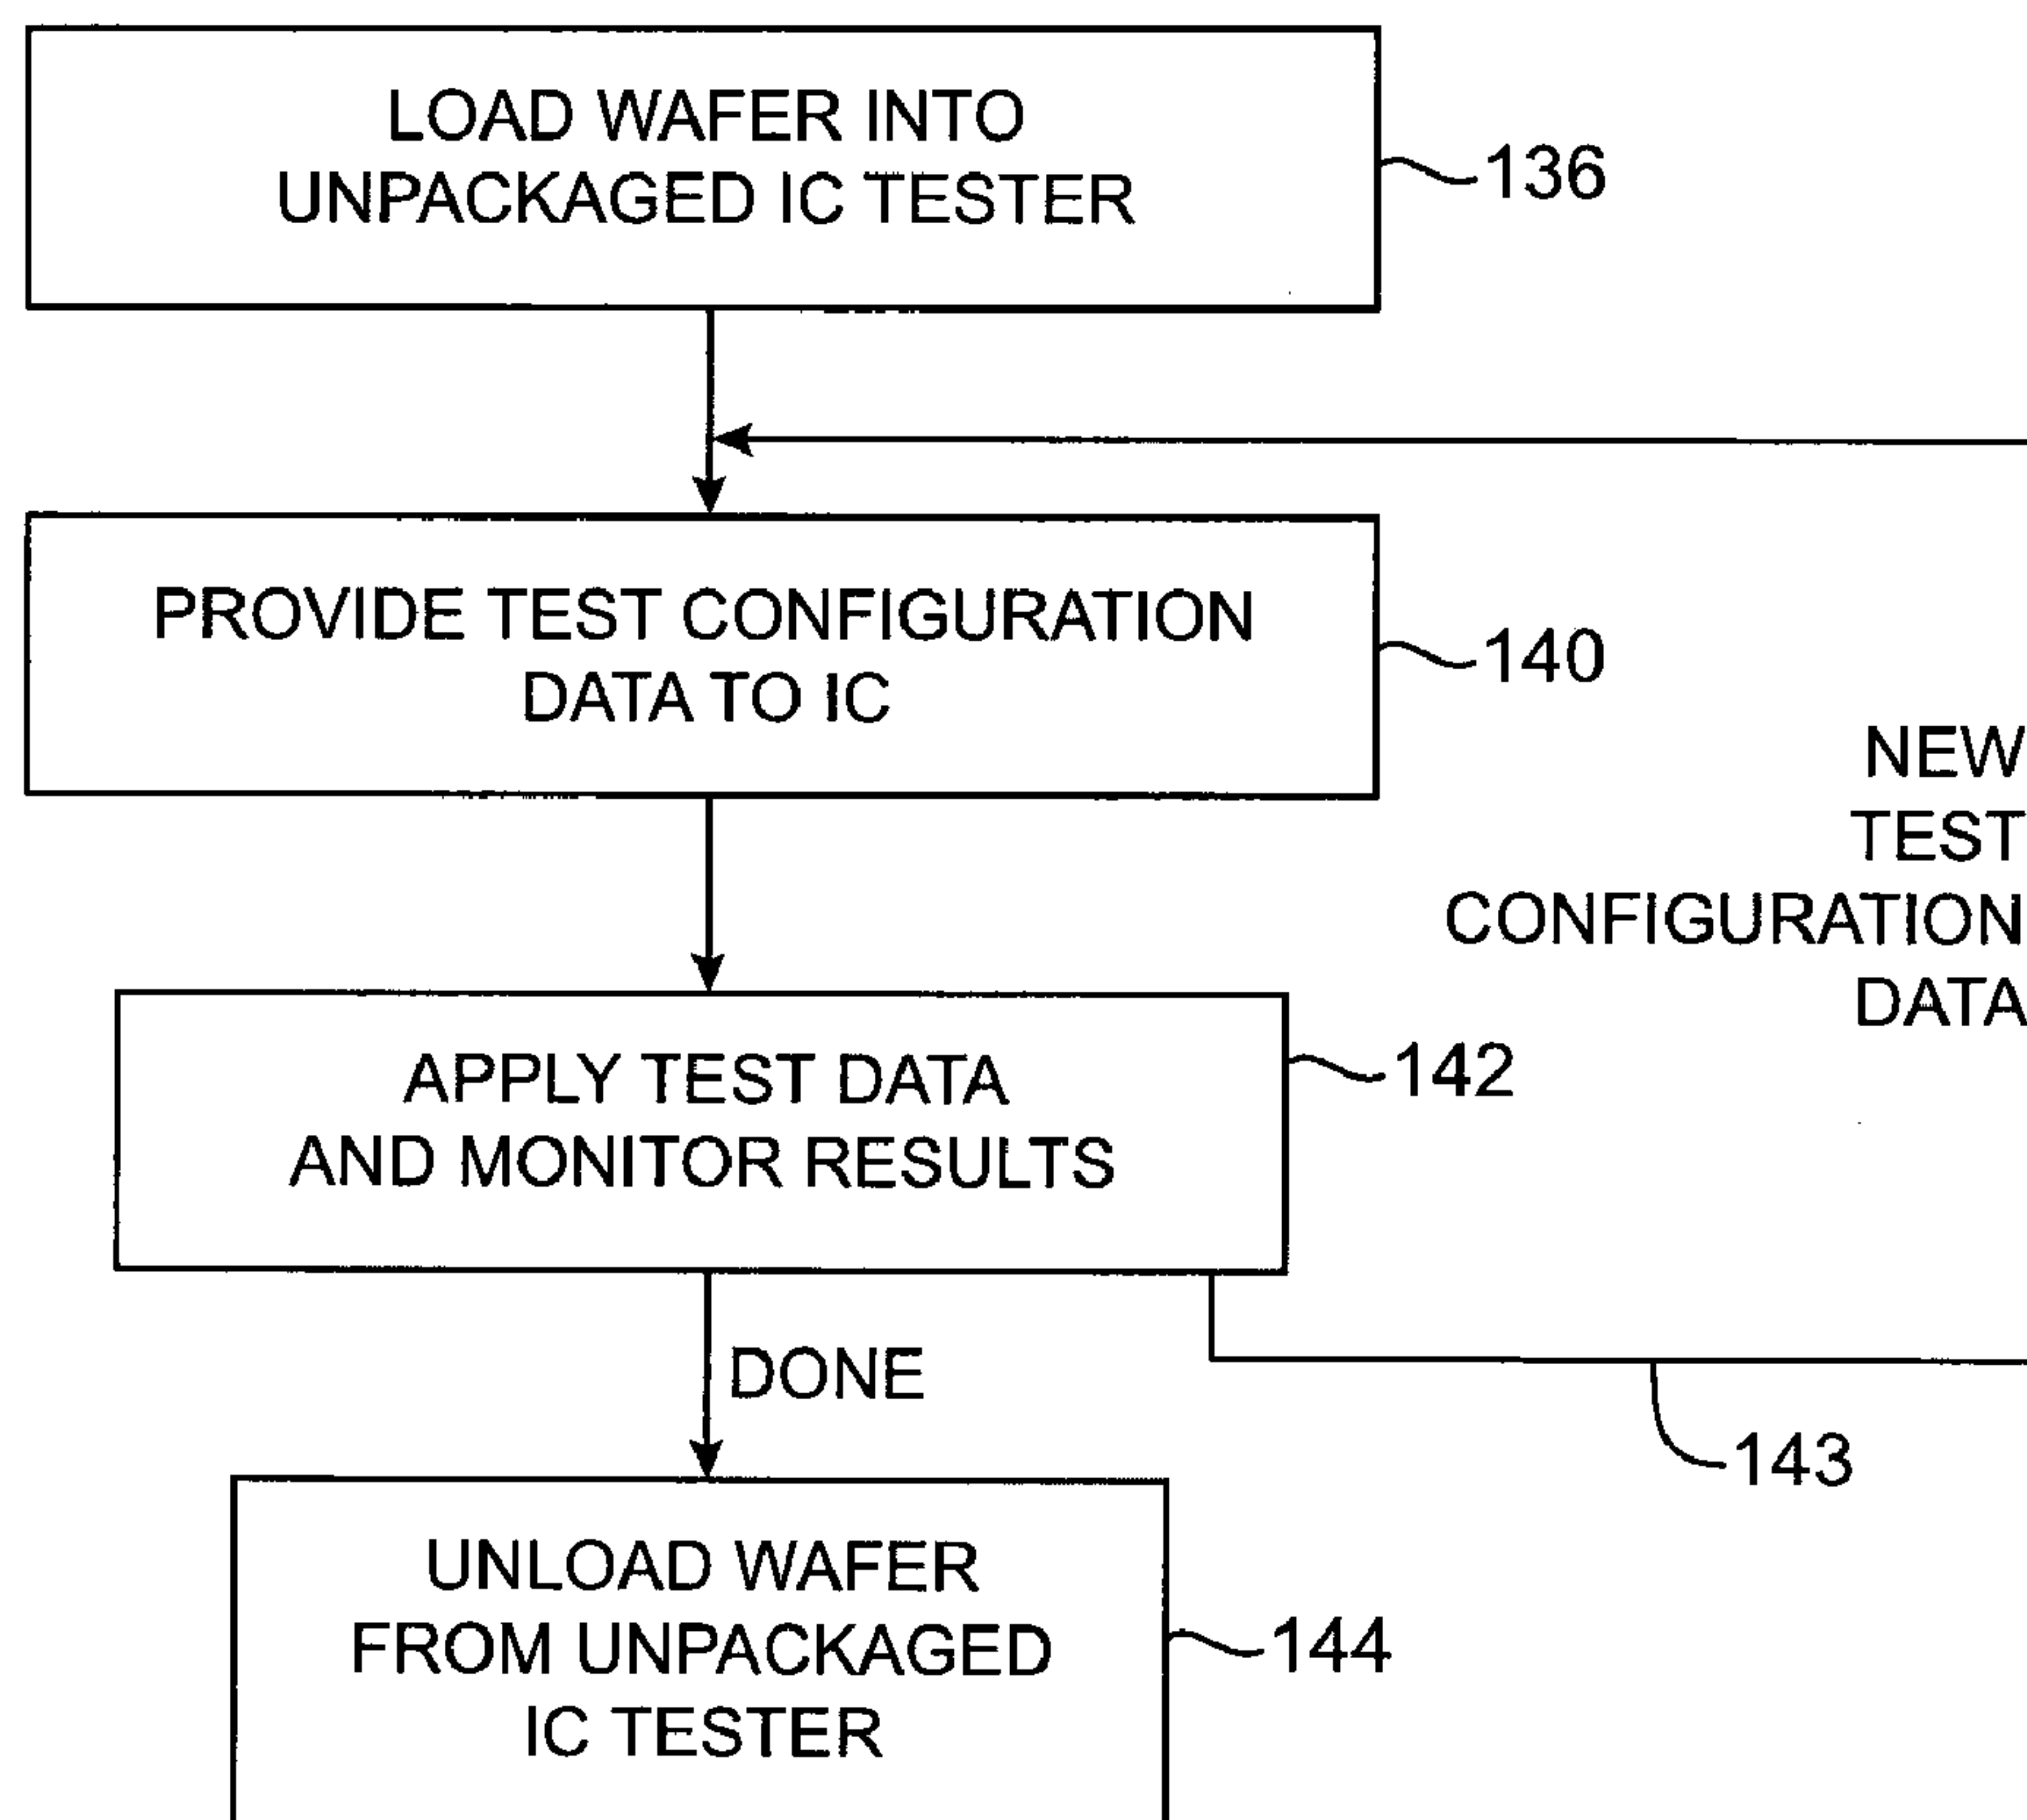 LOAD WAFER INTO
UNPACKAGED IC TESTER
136
PROVIDE TEST CONFIGURATION
DATA TO IC
140
NEW
TEST
CONFIGURATION
DATA
APPLY TEST DATA
AND MONITOR RESULTS
142
DONE
143
UNLOAD WAFER
FROM UNPACKAGED
IC TESTER
144